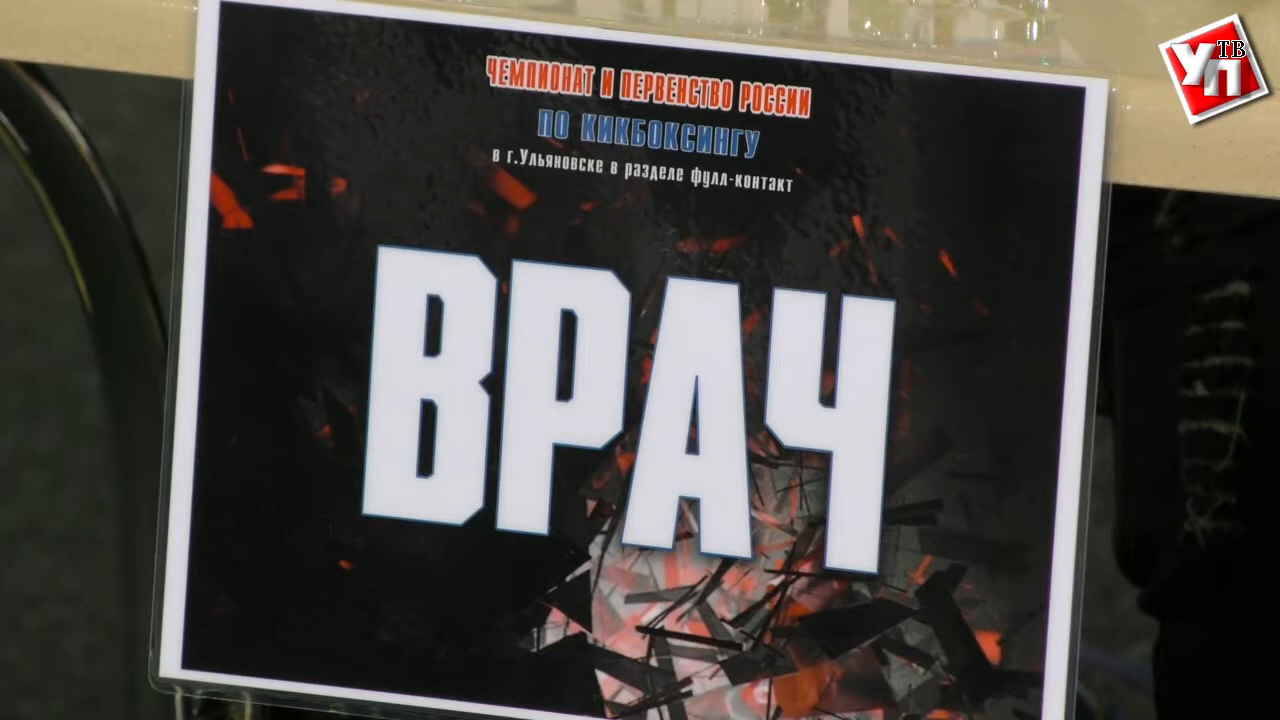 ЧЕМПИОНАТ И ПЕРВЕНСТВО РОССИИ
ПО КИКБОКСИНГУ
в г.Ульяновске в разделе фулл-контакт
ВРАЧ
УП ТВ